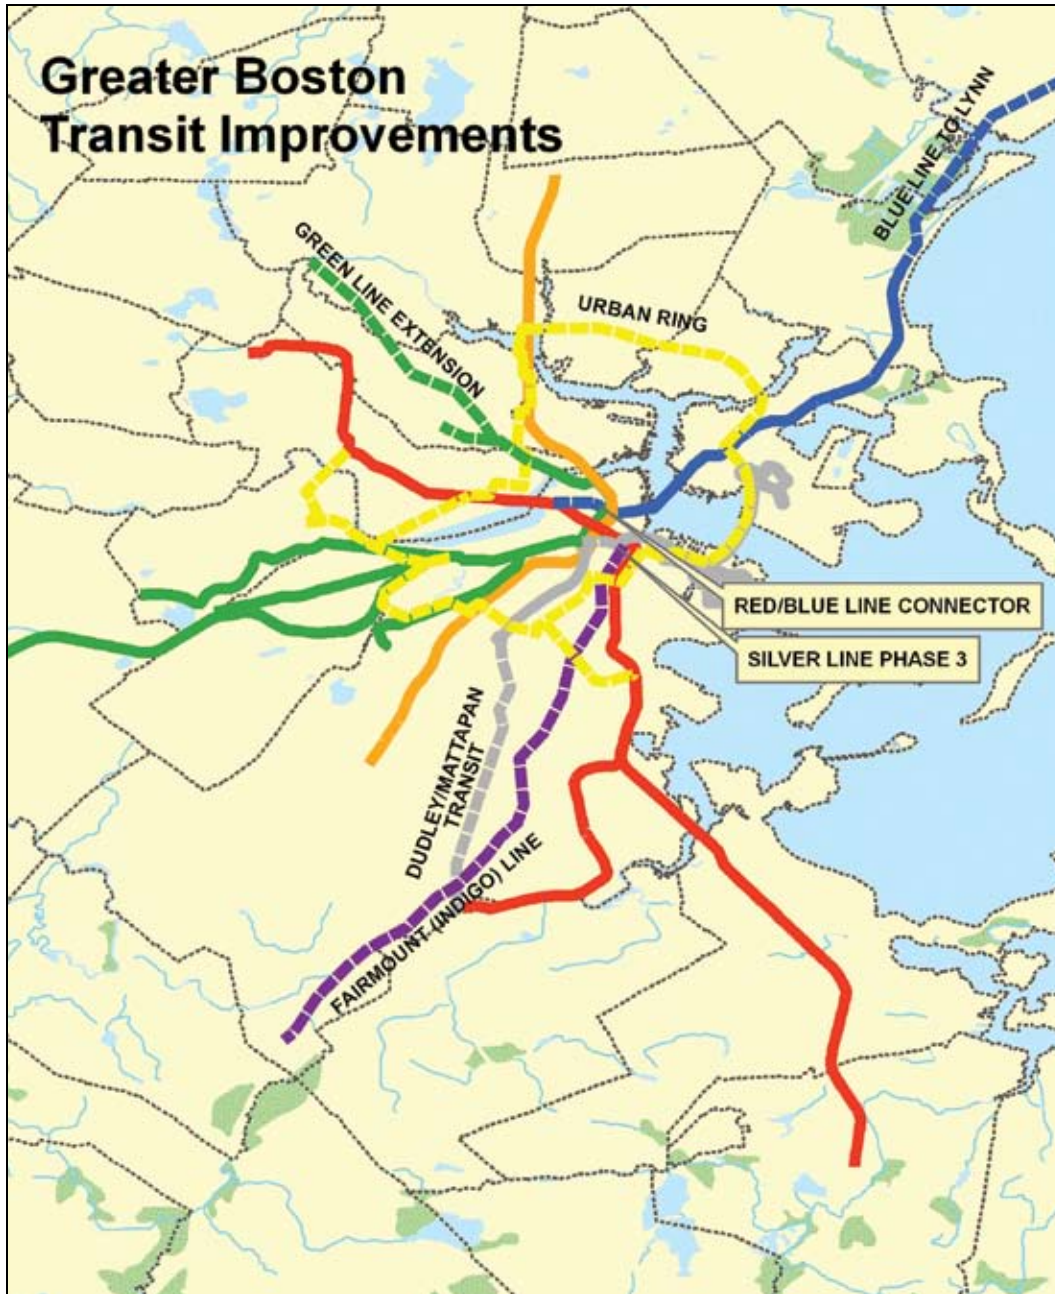 Greater Boston
Transit Improvements
BLUE LINE TO LYNN
GREEN LINE EXTENSION
URBAN RING
RED/BLUE LINE CONNECTOR
SILVER LINE PHASE 3
DUDLEY/MATTAPAN
TRANSIT
FAIRMOUNT (INDIGO) LINE